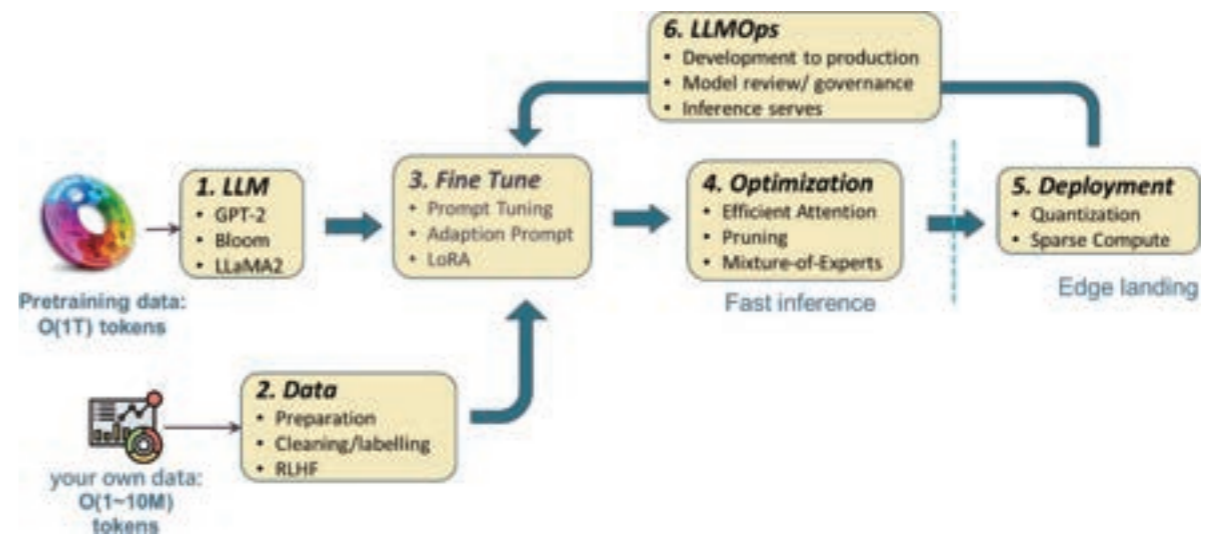 6. LLMOps
• Development to production
• Model review/ governance
• Inference serves
1. LLM
• GPT-2
• Bloom
• LLaMA2
Pretraining data:
O(1T) tokens
3. Fine Tune
• Prompt Tuning
• Adaption Prompt
• LoRA
4. Optimization
• Efficient Attention
• Pruning
• Mixture-of-Experts
Fast inference
5. Deployment
• Quantization
• Sparse Compute
Edge landing
2. Data
• Preparation
• Cleaning/labelling
• RLHF
your own data:
O(1~10M)
tokens